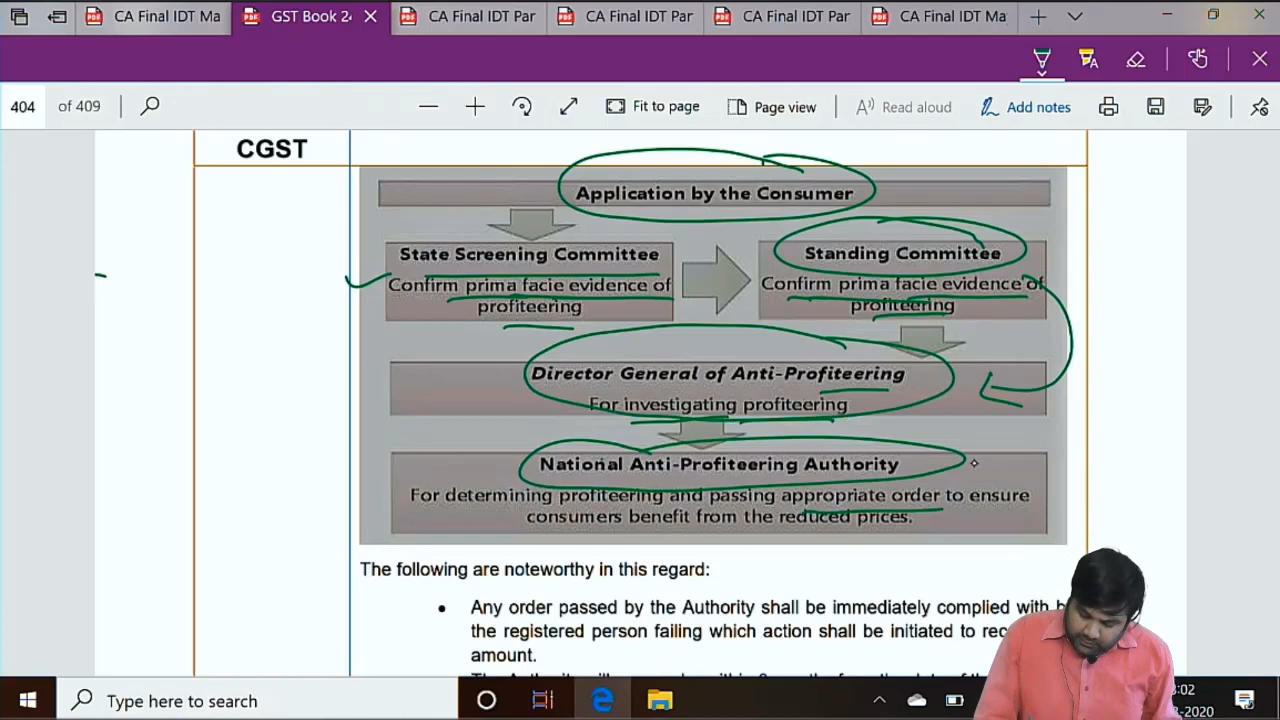 CA Final IDT Ma
GST Book 24
CA Final IDT Par
CA Final IDT Par
CA Final IDT Par
CA Final IDT Ma
404 of 409
Fit to page
Page view
Read aloud
Add notes
CGST
Application by the Consumer
State Screening Committee
Confirm prima facie evidence of
profiteering
Standing Committee
Confirm prima facie evidence of
profiteering
Director General of Anti-Profiteering
For investigating profiteering
National Anti-Profiteering Authority
For determining profiteering and passing appropriate order to ensure
consumers benefit from the reduced prices.
The following are noteworthy in this regard:
• Any order passed by the Authority shall be immediately complied with
the registered person failing which action shall be initiated to
amount.
Type here to search